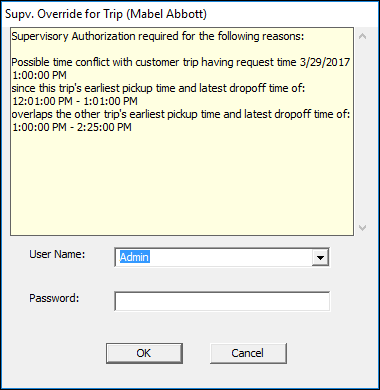 Supv. Override for Trip (Mabel Abbott)
Supervisory Authorization required for the following reasons:
Possible time conflict with customer trip having request time 3/29/2017
1:00:00 PM
since this trip's earliest pickup time and latest dropoff time of:
12:01:00 PM - 1:01:00 PM
overlaps the other trip's earliest pickup time and latest dropoff time of:
1:00:00 PM - 2:25:00 PM
User Name:
Admin
Password:
OK
Cancel